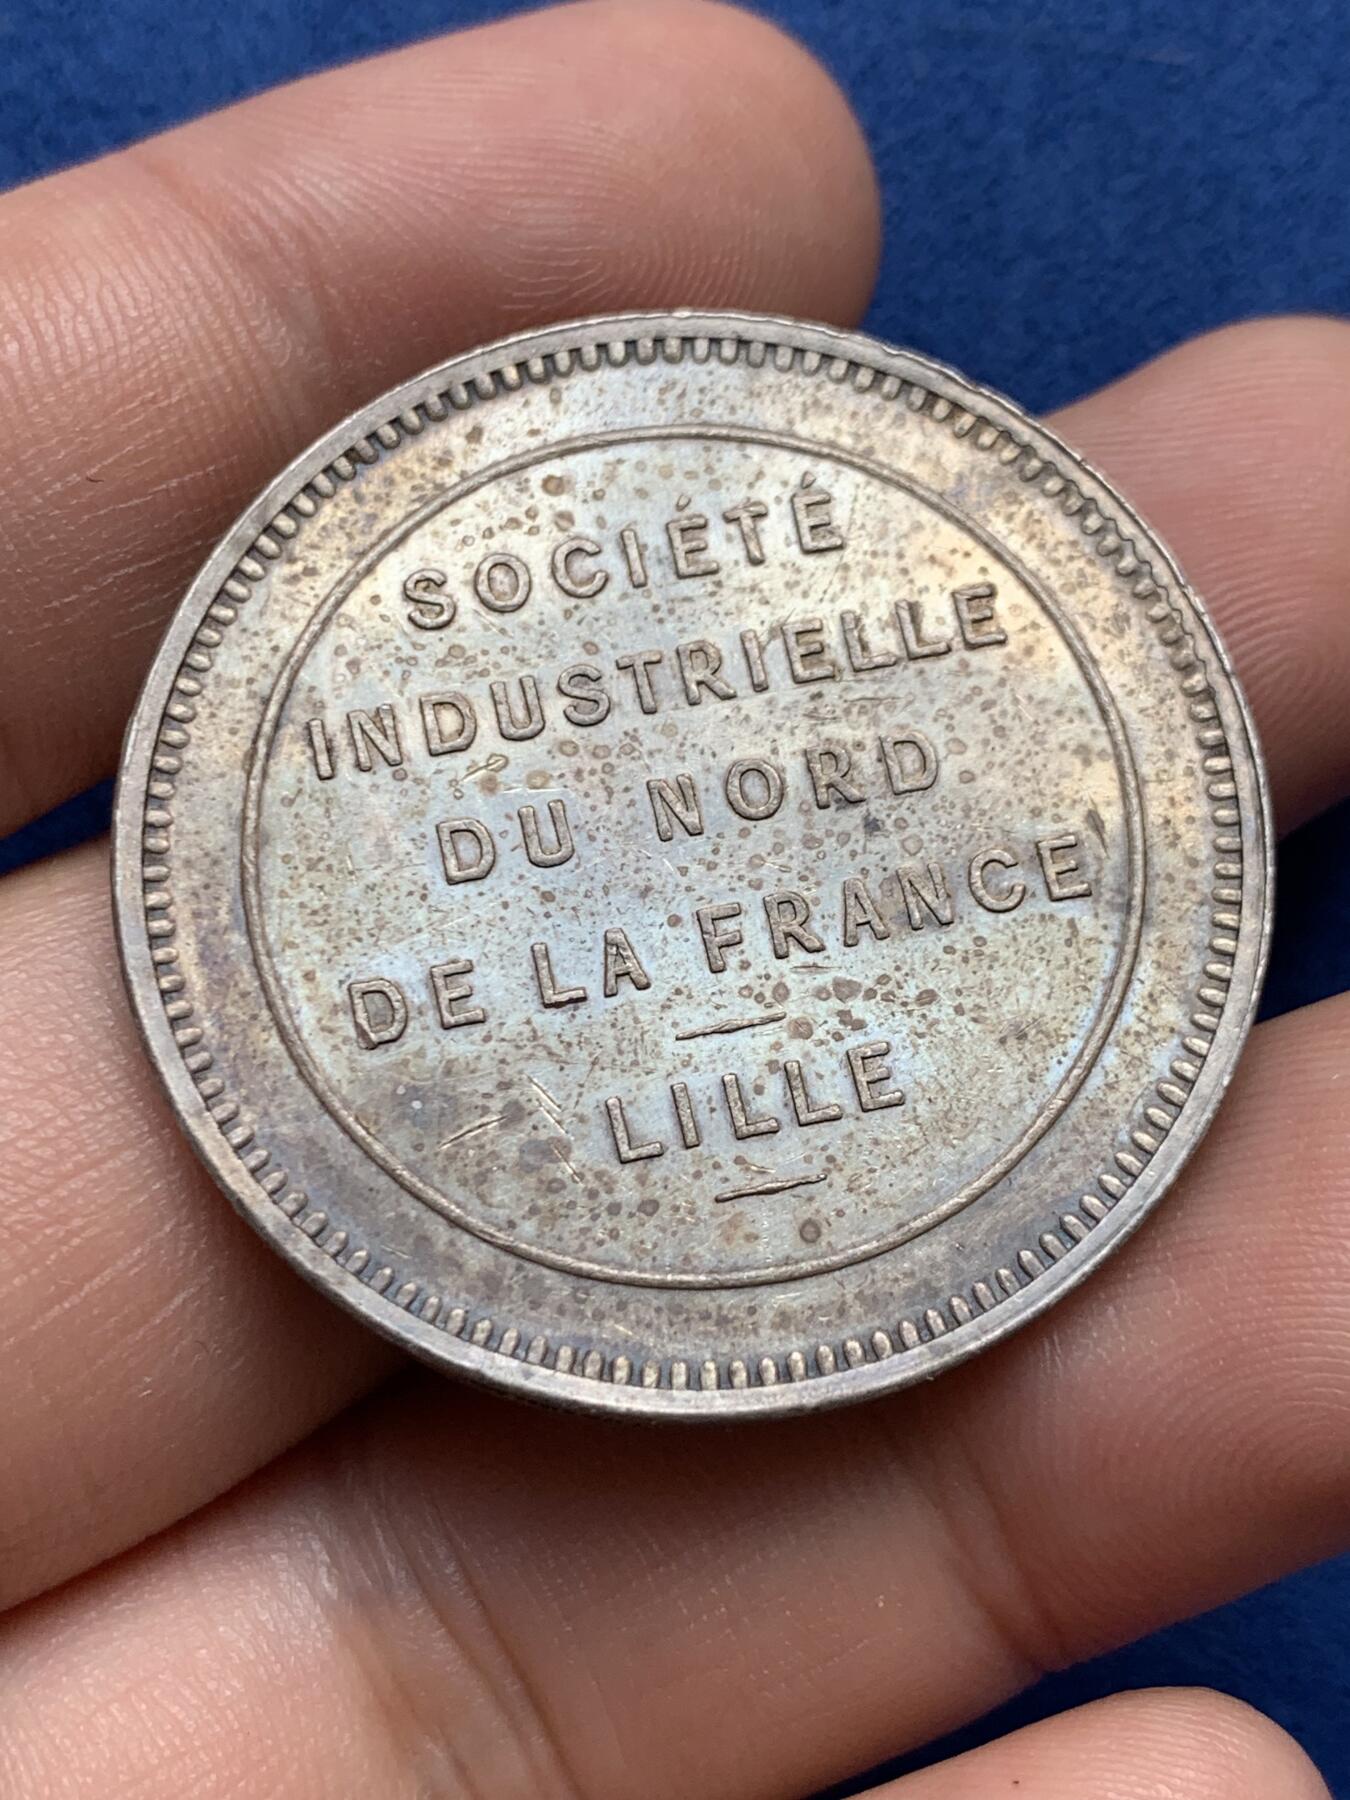 SOCIÉTÉ
INDUSTRIELLE
DU NORD
DE LA FRANCE
LILLE